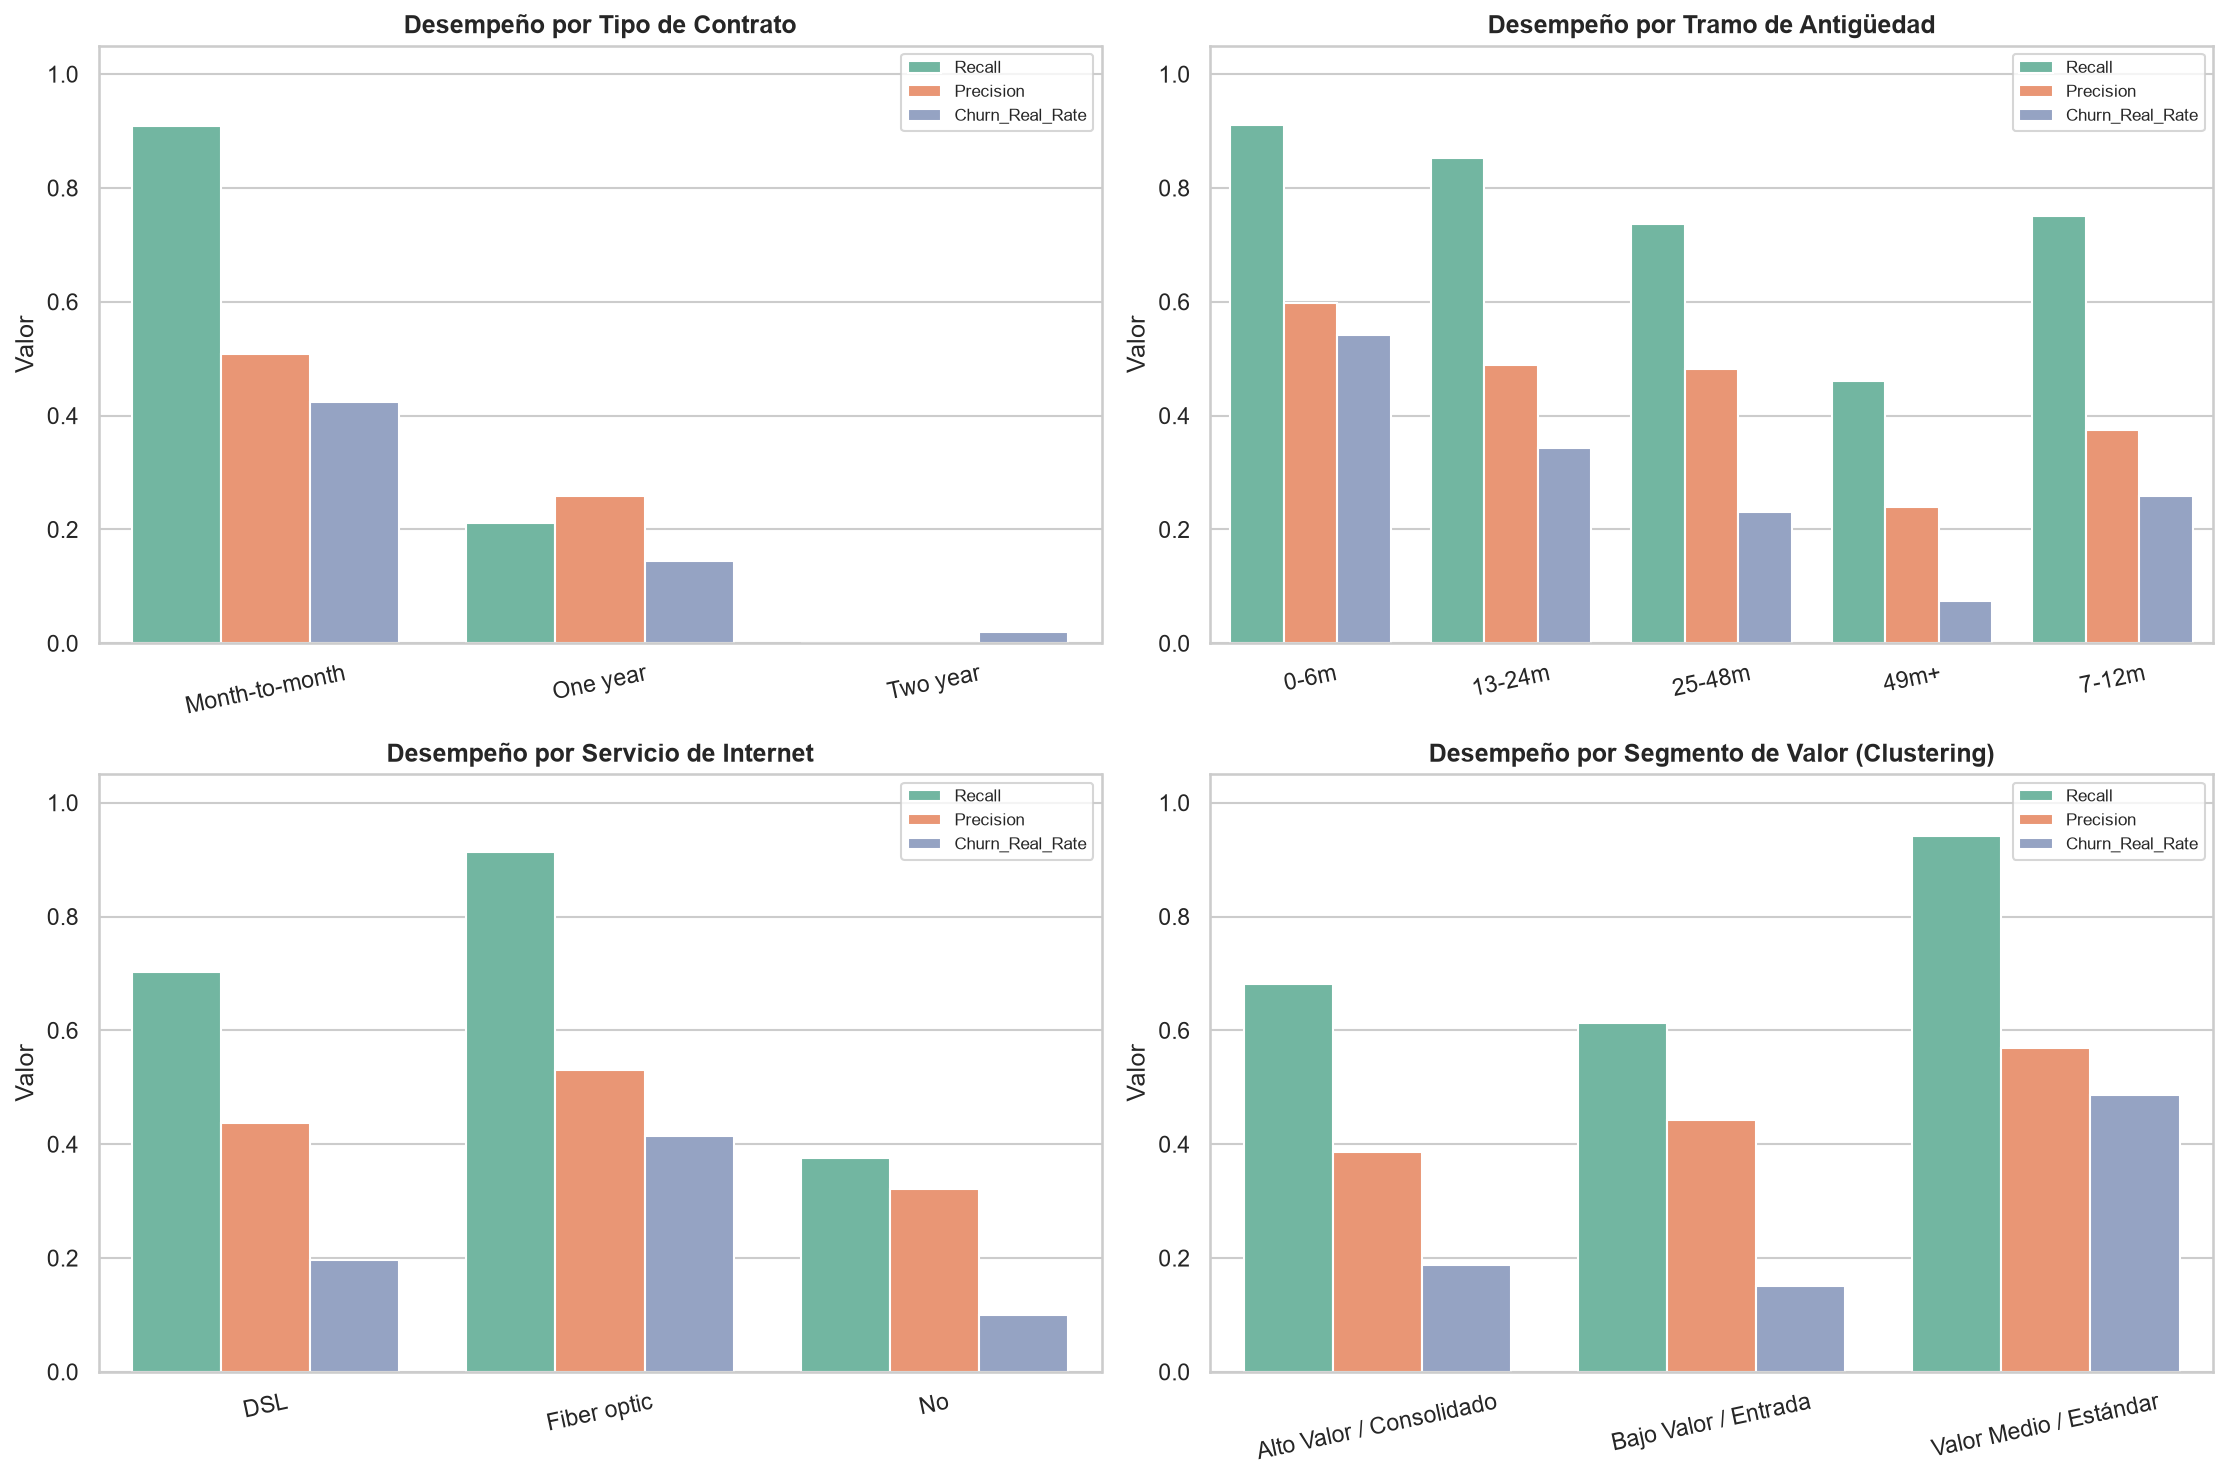 Desempeño por Tipo de Contrato
Recall
Precision
Churn_Real_Rate
Valor
1.0
0.8
0.6
0.4
0.2
0.0
Month-to-month
One year
Two year
Desempeño por Tramo de Antigüedad
Recall
Precision
Churn_Real_Rate
Valor
1.0
0.8
0.6
0.4
0.2
0.0
0-6m
13-24m
25-48m
49m+
7-12m
Desempeño por Servicio de Internet
Recall
Precision
Churn_Real_Rate
Valor
1.0
0.8
0.6
0.4
0.2
0.0
DSL
Fiber optic
No
Desempeño por Segmento de Valor (Clustering)
Recall
Precision
Churn_Real_Rate
Valor
1.0
0.8
0.6
0.4
0.2
0.0
Alto Valor / Consolidado
Bajo Valor / Entrada
Valor Medio / Estándar